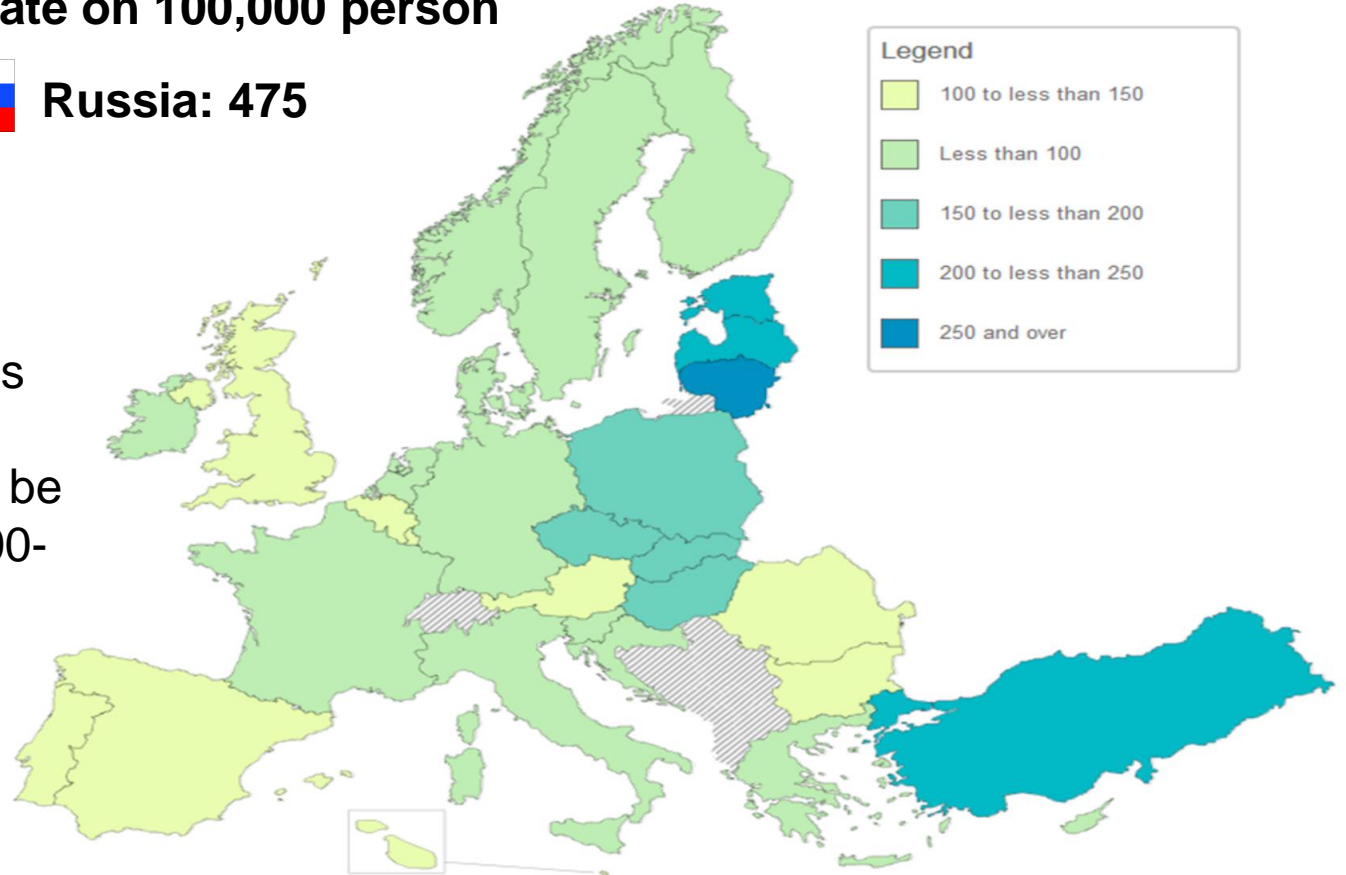 ate on 100,000 person
Russia: 475
s
be
00-
Legend
100 to less than 150
Less than 100
150 to less than 200
200 to less than 250
250 and over